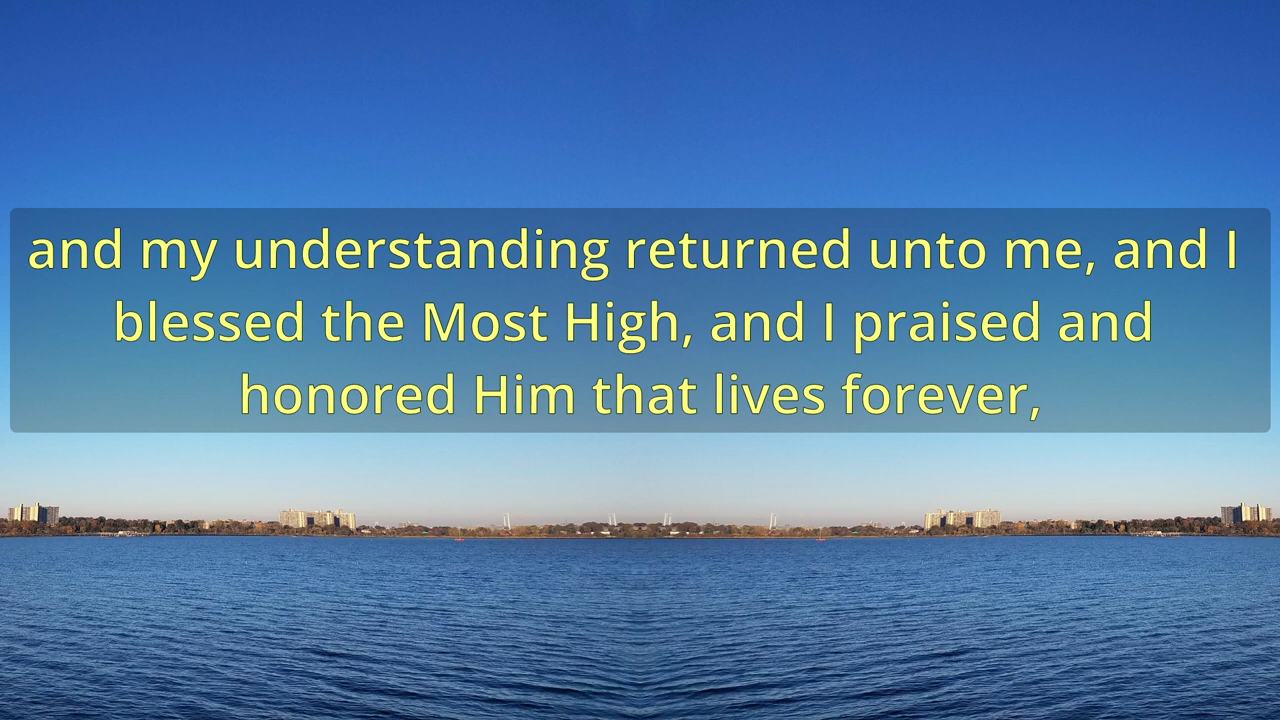 and my understanding returned unto me, and I
blessed the Most High, and I praised and
honored Him that lives forever,